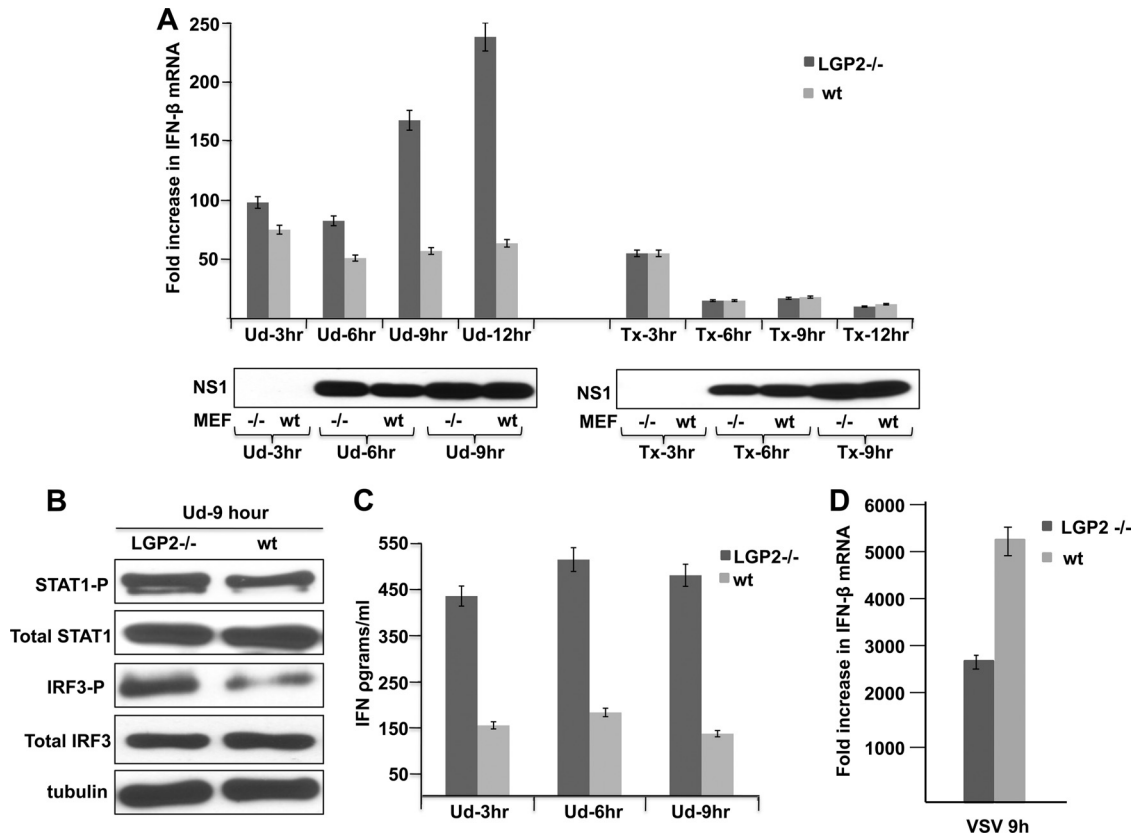 A
Fold increase in IFN-β mRNA
250
200
150
100
50
LGP2-/-
wt
Ud-3hr Ud-6hr Ud-9hr Ud-12hr Tx-3hr Tx-6hr Tx-9hr Tx-12hr
NS1
MEF -/- wt -/- wt -/- wt
Ud-3hr Ud-6hr Ud-9hr
NS1
MEF -/- wt -/- wt -/- wt
Tx-3hr Tx-6hr Tx-9hr
B
Ud-9 hour
LGP2-/- wt
STAT1-P
Total STAT1
IRF3-P
Total IRF3
tubulin
C
IFN ρgrams/ml
550
450
350
250
150
50
LGP2-/-
wt
Ud-3hr Ud-6hr Ud-9hr
D
Fold increase in IFN-β mRNA
6000
5000
4000
3000
2000
1000
LGP2 -/-
wt
VSV 9h